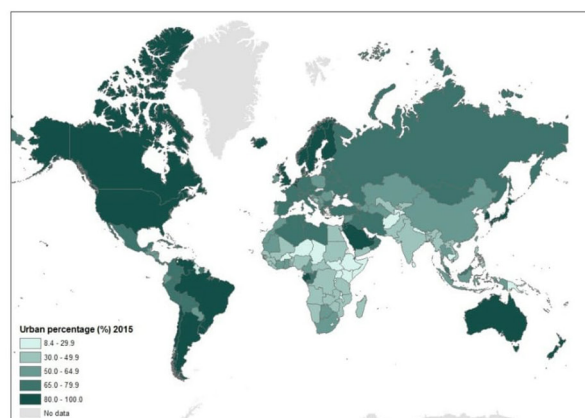 Urban percentage (%) 2015
8.4 - 29.9
30.0 - 49.9
50.0 - 64.9
65.0 - 79.9
80.0 - 100.0
No data